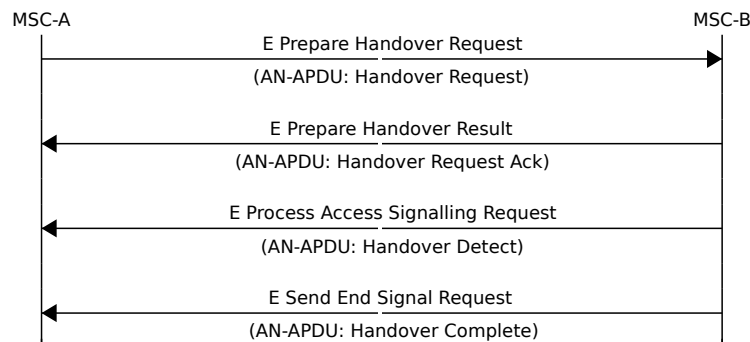 MSC-A
MSC-B
E Prepare Handover Request
(AN-APDU: Handover Request)
E Prepare Handover Result
(AN-APDU: Handover Request Ack)
E Process Access Signalling Request
(AN-APDU: Handover Detect)
E Send End Signal Request
(AN-APDU: Handover Complete)